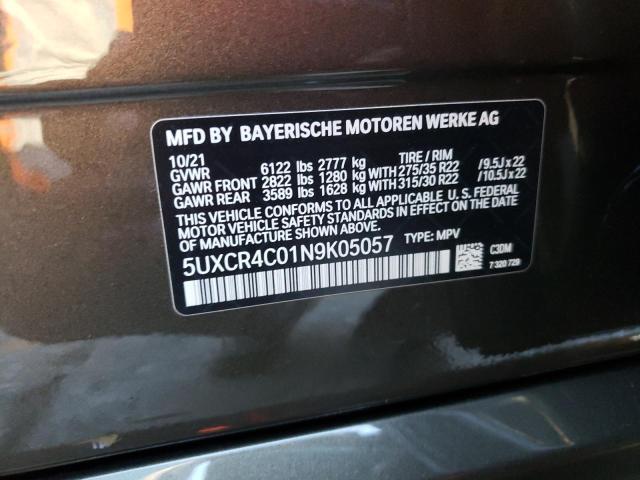 MFD BY BAYERISCHE MOTOREN WERKE AG
10/21 TIRE / RIM
GVWR 6122 lbs 2777 kg
GAWR FRONT 2822 lbs 1280 kg WITH 275/35 R22 /9.5J x 22
GAWR REAR 3589 lbs 1628 kg WITH 315/30 R22 /10.5J x 22
THIS VEHICLE CONFORMS TO ALL APPLICABLE U.S. FEDERAL
MOTOR VEHICLE SAFETY STANDARDS IN EFFECT ON THE DATE
OF MANUFACTURE SHOWN ABOVE.
5UXCR4C01N9K05057 TYPE: MPV
C3DM
7 320 729